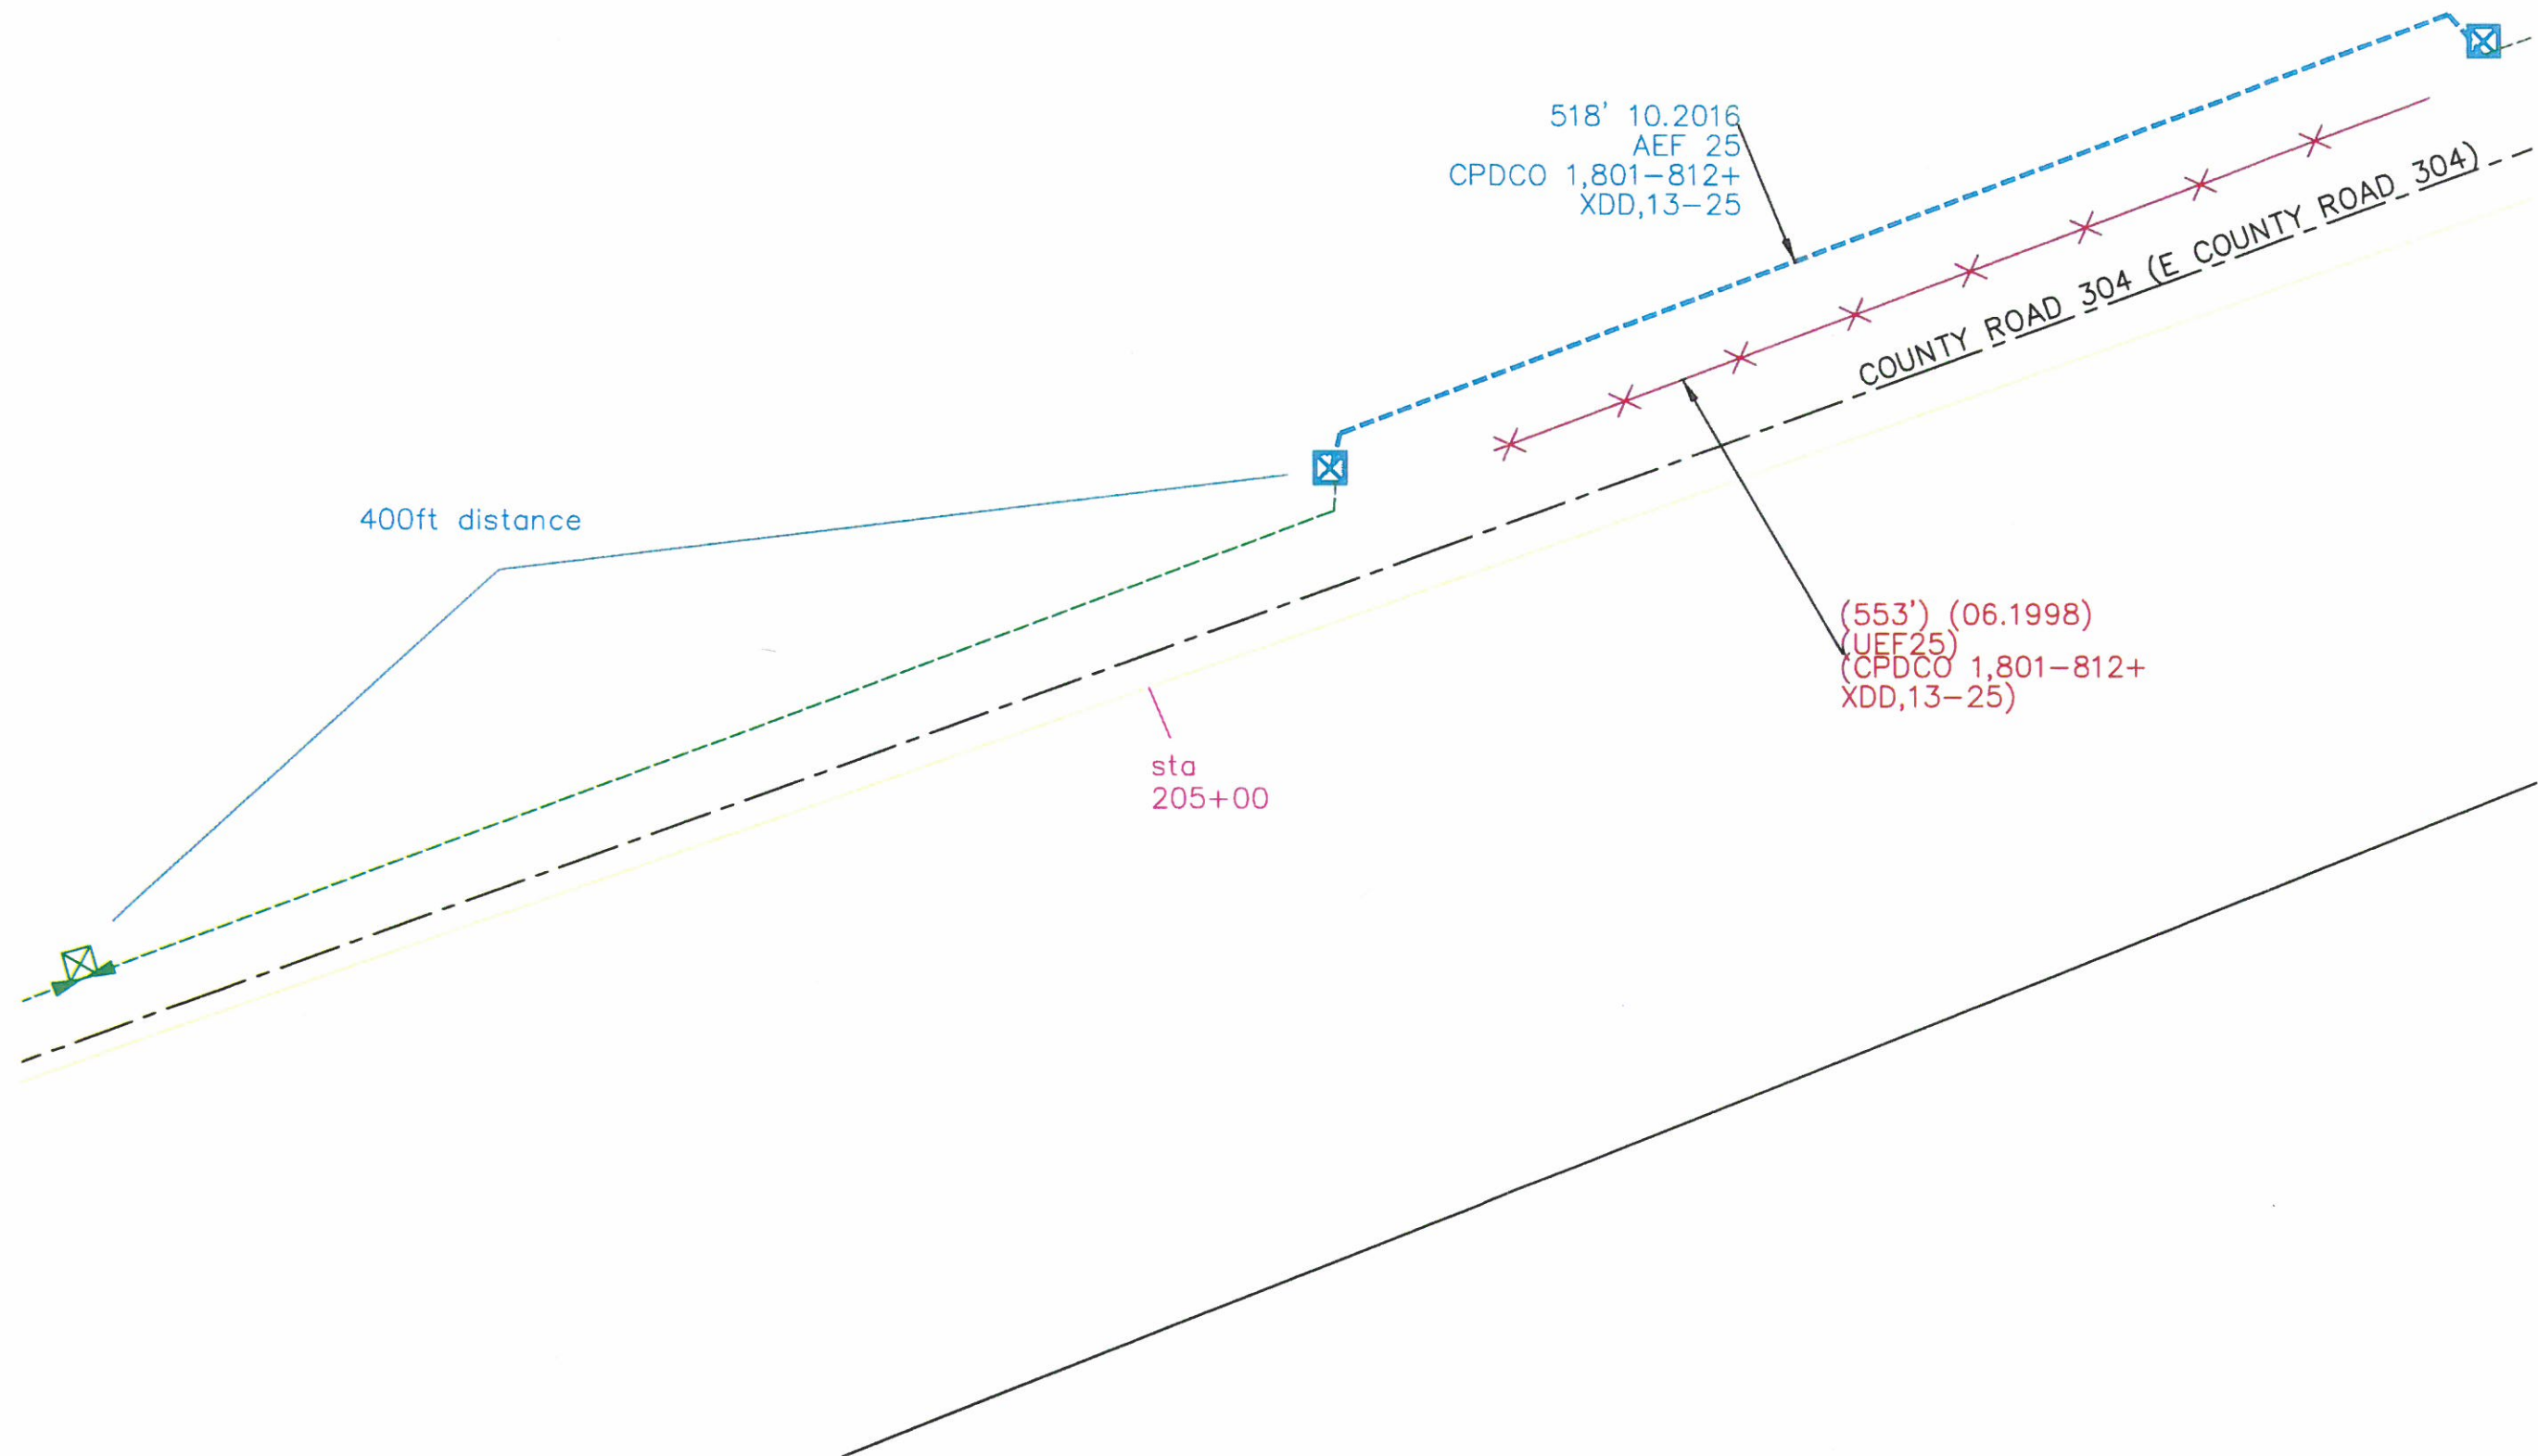 518' 10.2016
AEF 25
CPDCO 1,801-812+
XDD,13-25
COUNTY ROAD 304 (E COUNTY ROAD 304)
400ft distance
(553') (06.1998)
(UEF25)
(CPDCO 1,801-812+
XDD,13-25)
sta
205+00